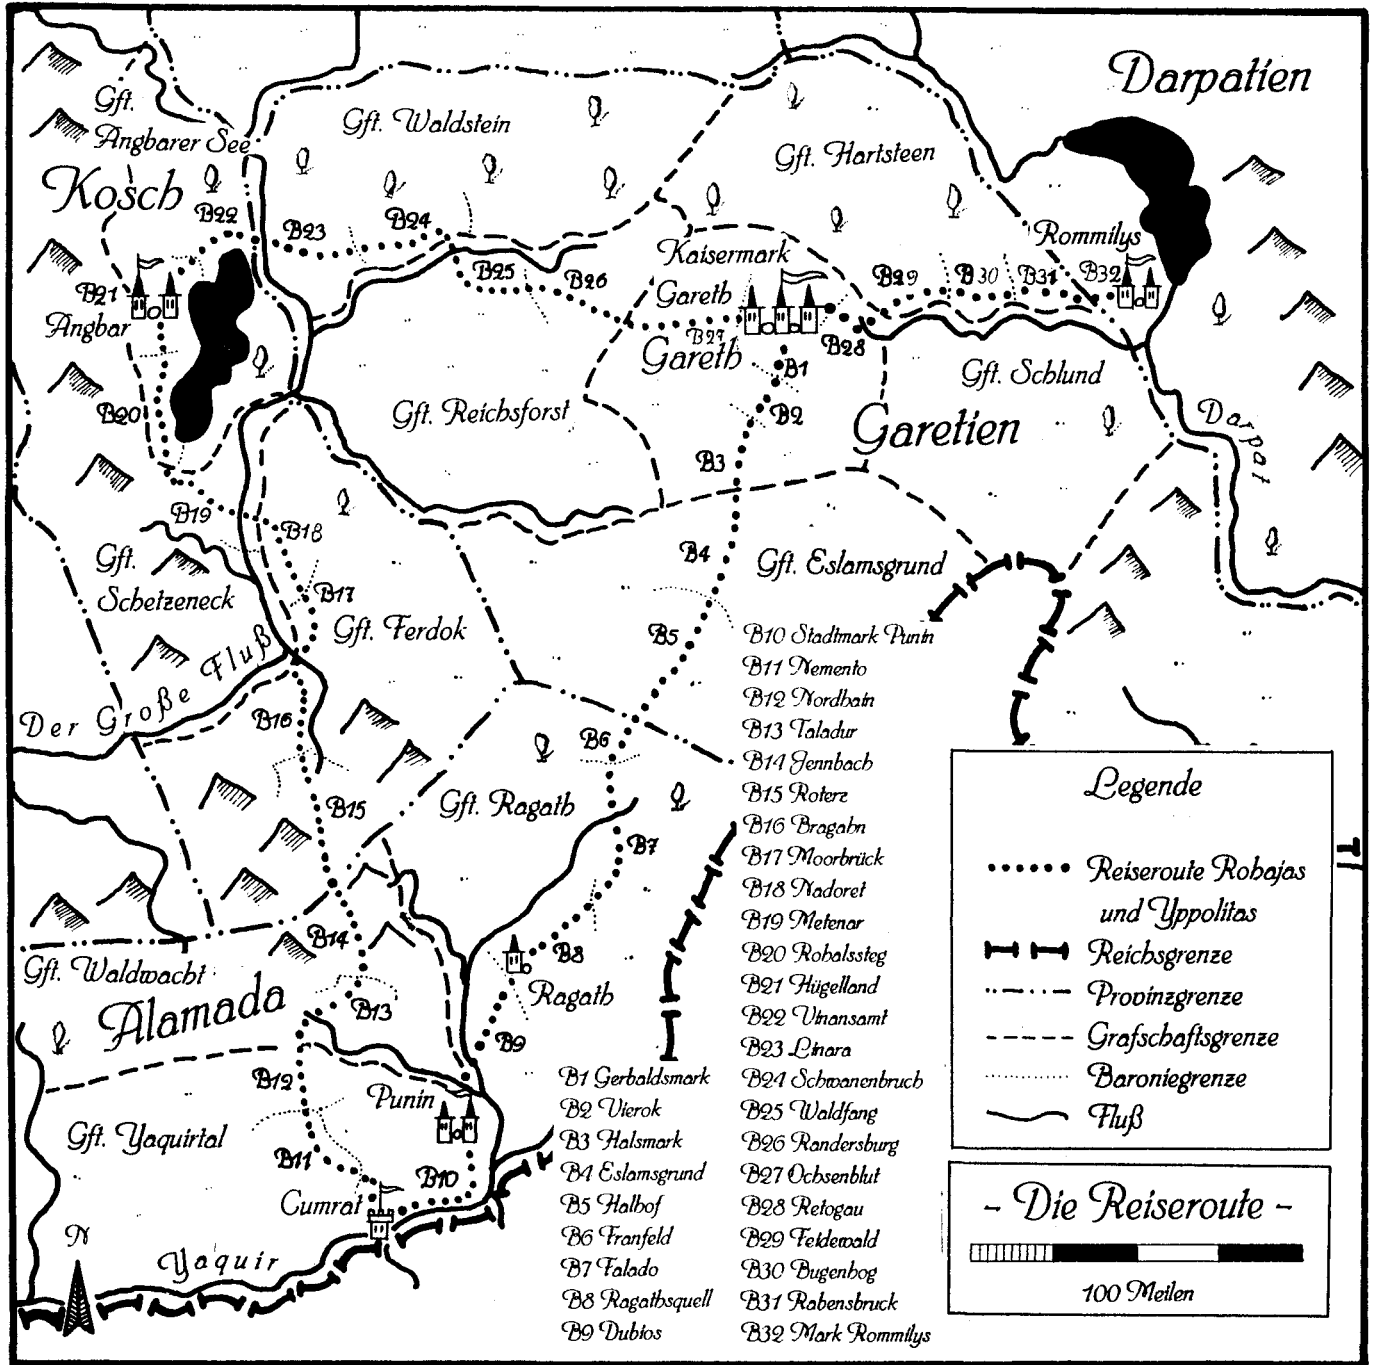 Darpatien
Gft.
Angbarer See
Gft. Waldstein
Gft. Hartsteen
Kosch
B22
B23
B24
Rommilys
Kaisermark
Gareth
B21
Angbar
B25
B26
B29
B30
B31
B32
B27
B28
Gareth
B1
Gft. Schlund
B20
Gft. Reichsforst
B2
Garetien
Darpat
B3
B19
B18
B4
Gft. Eslamsgrund
Gft.
Schetzeneck
B17
Gft. Ferdok
B5
Der Große Fluß
B16
B6
B15
Gft. Ragath
B7
B14
B8
Gft. Waldwacht
Alamada
B13
Ragath
B9
B12
Punin
Gft. Yaquirtal
B11
B10
Cumrat
N
Yaquir
B1 Gerbaldsmark
B2 Vierok
B3 Halsmark
B4 Eslamsgrund
B5 Halhof
B6 Franfeld
B7 Falado
B8 Ragathsquell
B9 Dubios
B10 Stadtmark Punin
B11 Nemento
B12 Nordhain
B13 Taladur
B14 Jennbach
B15 Roterz
B16 Bragahn
B17 Moorbrück
B18 Nadoret
B19 Metenar
B20 Rohalssteg
B21 Hügelland
B22 Uinansamt
B23 Linara
B24 Schwanenbruch
B25 Waldfang
B26 Randersburg
B27 Ochsenblut
B28 Retogau
B29 Feidewald
B30 Bugenhog
B31 Rabensbruck
B32 Mark Rommilys
Legende
Reiseroute Rohajas
und Yppolitas
Reichsgrenze
Provinzgrenze
Grafschaftsgrenze
Baroniegrenze
Fluß
- Die Reiseroute -
100 Meilen